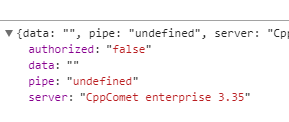 ▼{data: "", pipe: "undefined", server: "Cpp
authorized: "false"
data: ""
pipe: "undefined"
server: "CppComet enterprise 3.35"